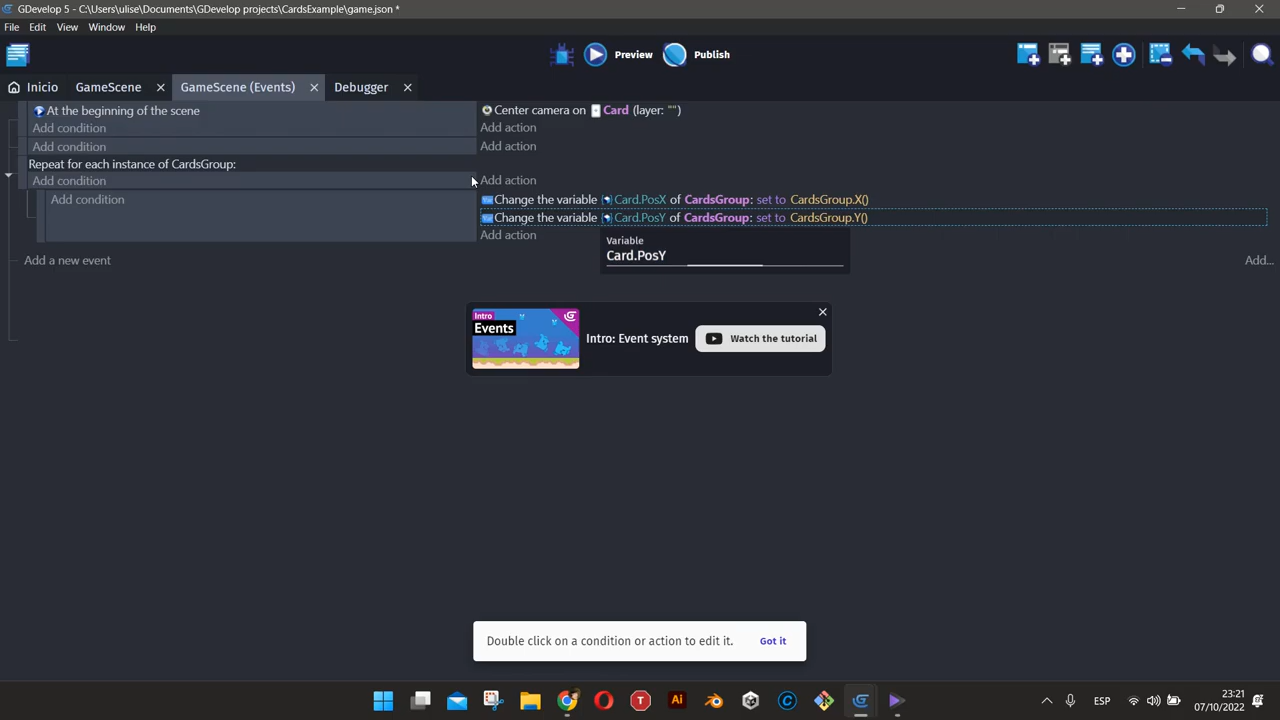 GDevelop 5 - C:\Users\ulise\Documents\GDevelop projects\CardsExample\game.json *
File Edit View Window Help
Preview Publish
Inicio GameScene GameScene (Events) Debugger
At the beginning of the scene Center camera on Card (layer: "")
Add condition Add action
Add condition Add action
Repeat for each instance of CardsGroup:
Add condition Add action
Add condition Change the variable Card.PosX of CardsGroup: set to CardsGroup.X()
Change the variable Card.PosY of CardsGroup: set to CardsGroup.Y()
Add action
Variable
Card.PosY
Add a new event Add...
Intro
Events
Intro: Event system Watch the tutorial
Double click on a condition or action to edit it. Got it
T Ai ESP 23:21
07/10/2022